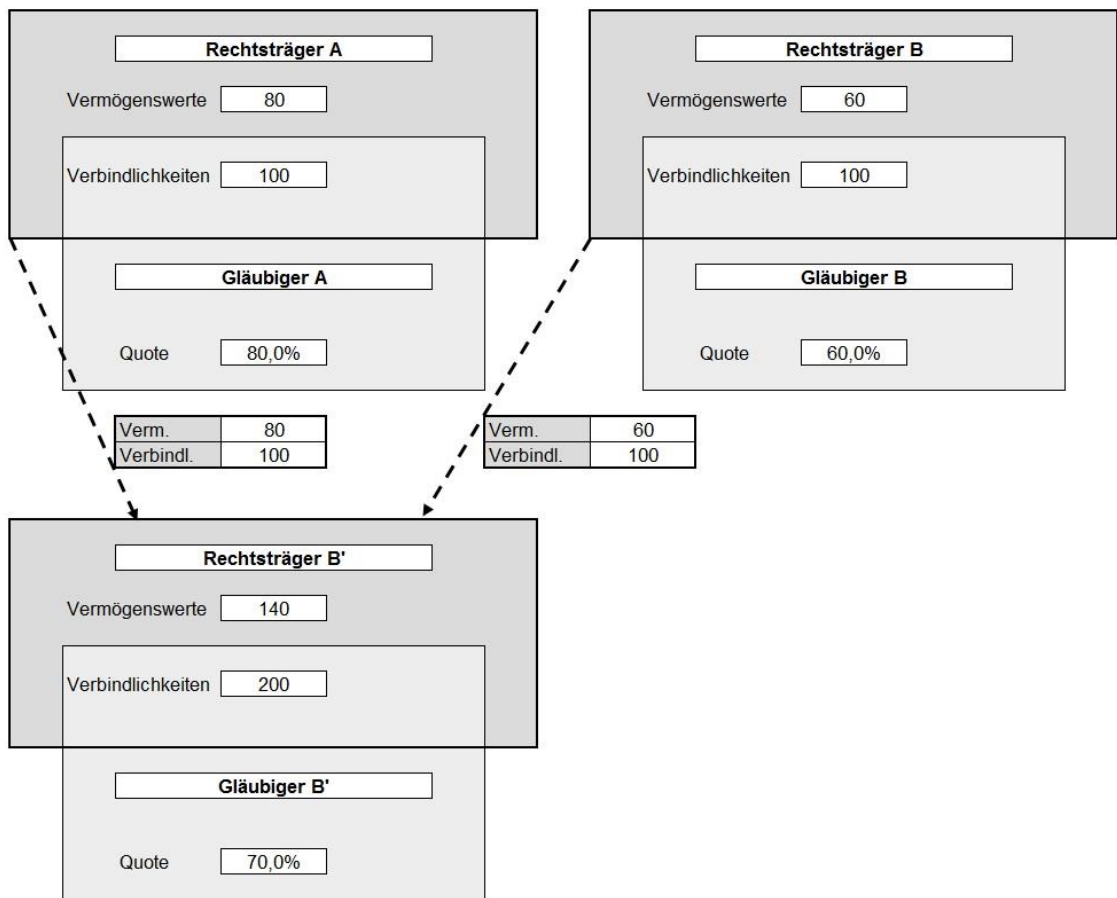 Rechtsträger A
Vermögenswerte 80
Verbindlichkeiten 100
Gläubiger A
Quote 80,0%
Rechtsträger B
Vermögenswerte 60
Verbindlichkeiten 100
Gläubiger B
Quote 60,0%
Verm. 80
Verbindl. 100
Verm. 60
Verbindl. 100
Rechtsträger B'
Vermögenswerte 140
Verbindlichkeiten 200
Gläubiger B'
Quote 70,0%